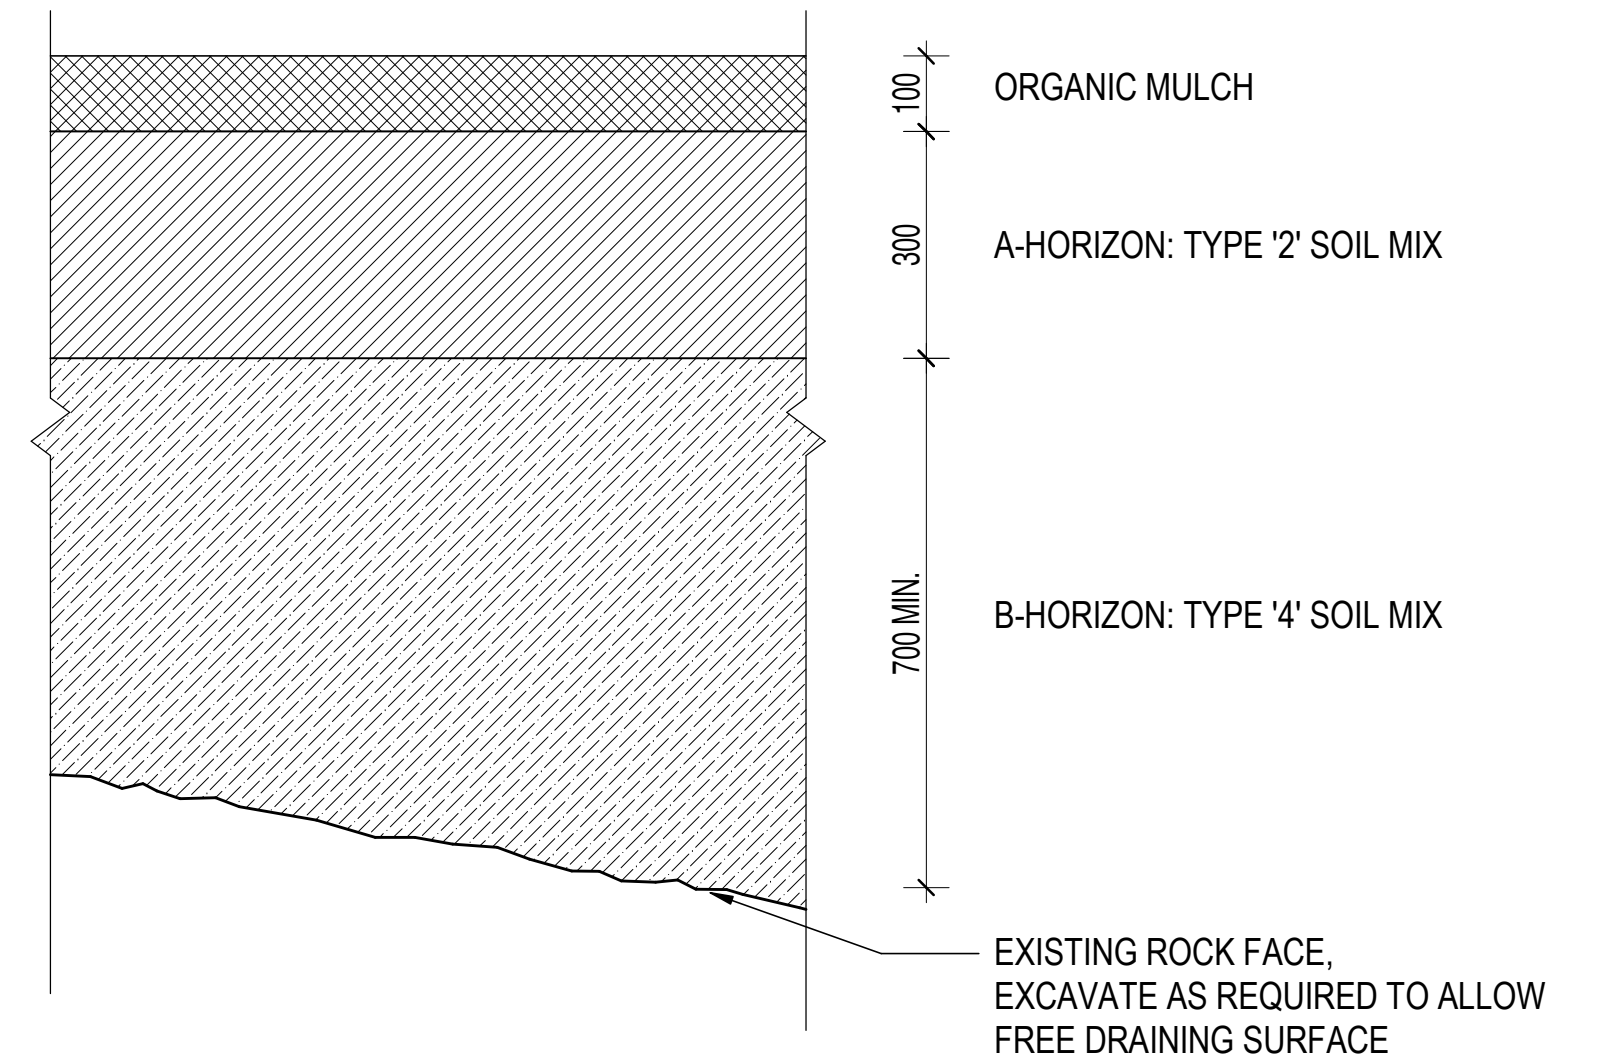 100
ORGANIC MULCH
300
A-HORIZON: TYPE '2' SOIL MIX
700 MIN.
B-HORIZON: TYPE '4' SOIL MIX
EXISTING ROCK FACE,
EXCAVATE AS REQUIRED TO ALLOW
FREE DRAINING SURFACE